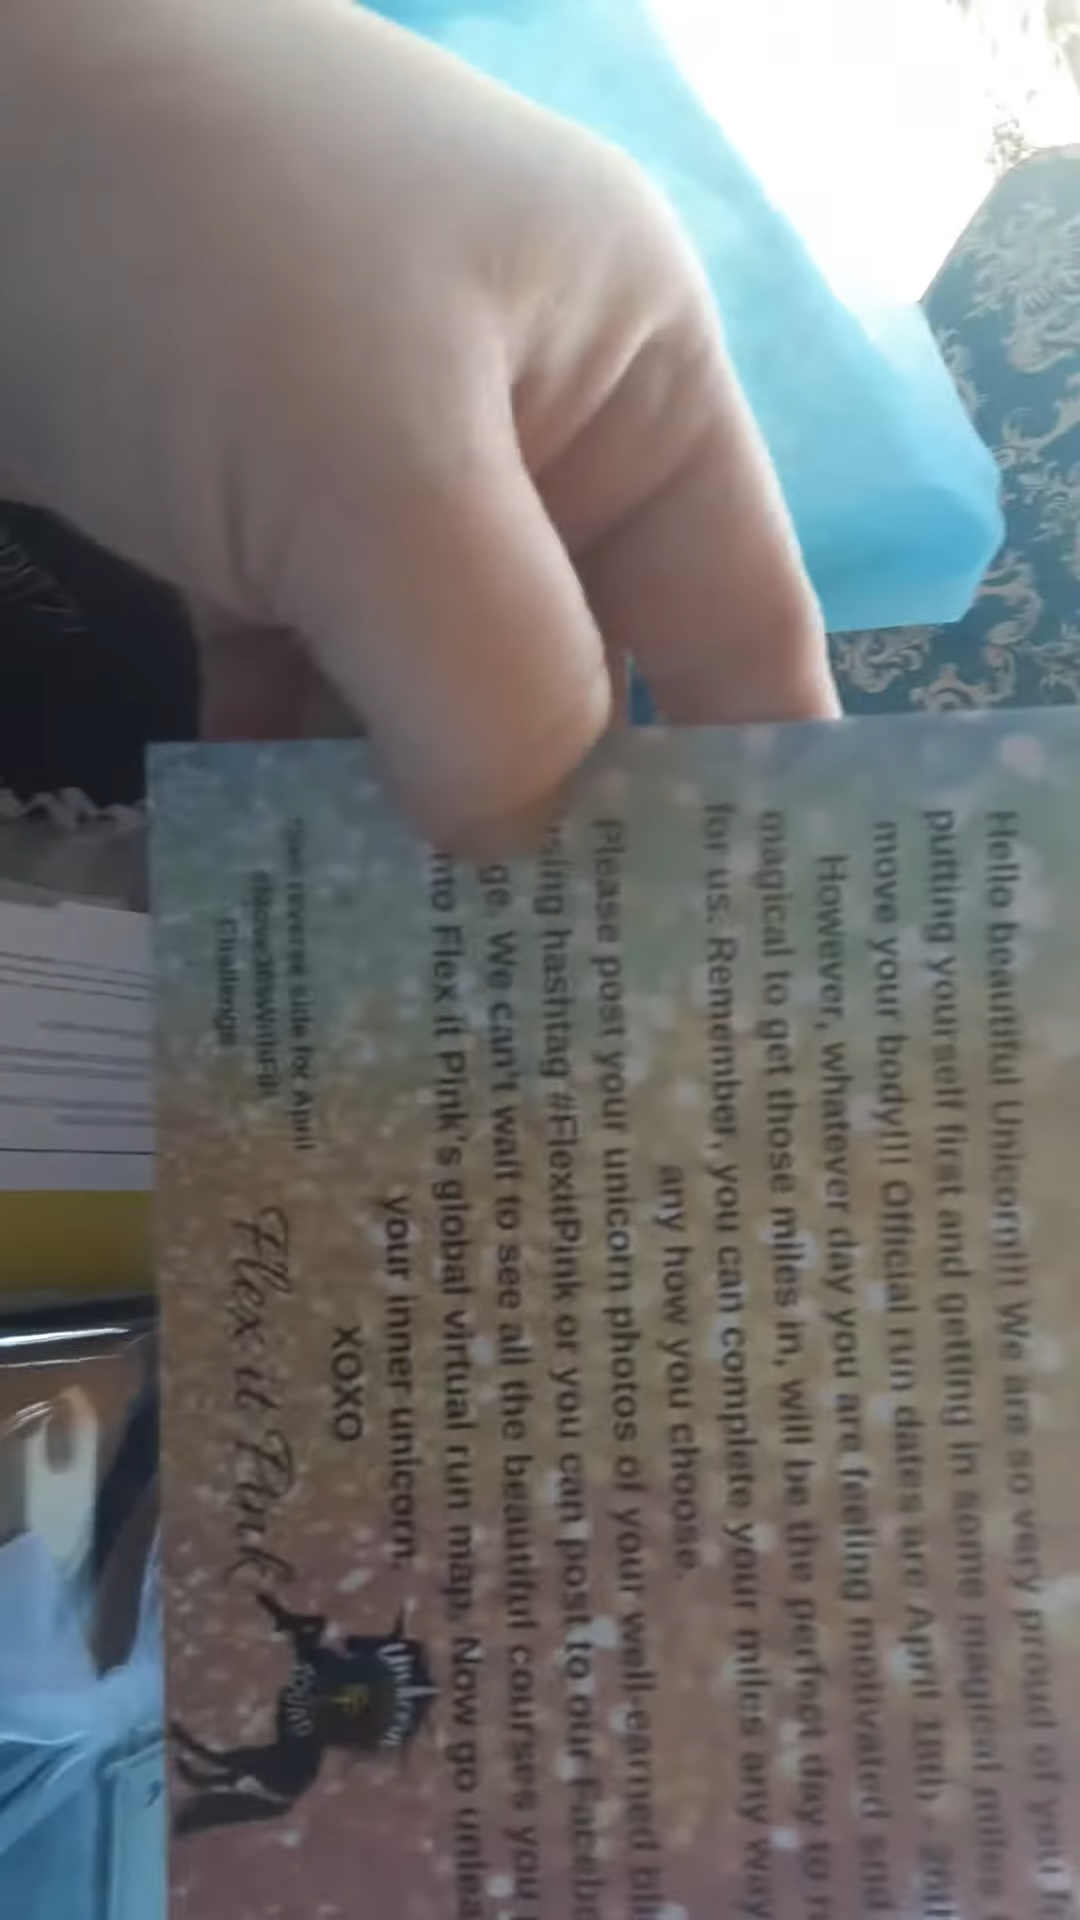 Hello beautiful Unicorn!!! We are so very proud of you
putting yourself first and getting in some magical miles
move your body!!! Official run dates are April 18th -
However, whatever day you are feeling motivated and
magical to get those miles in, will be the perfect day to
for us. Remember, you can complete your miles any way
any how you choose.
Please post your unicorn photos of your well-earned
using hashtag #FlexitPink or you can post to our
We can't wait to see all the beautiful courses you
Flex it Pink's global virtual run map. Now go
your inner unicorn.
XOXO
Flex it Pink
reverse side for April
Challenge
Unicorn
SQUAD